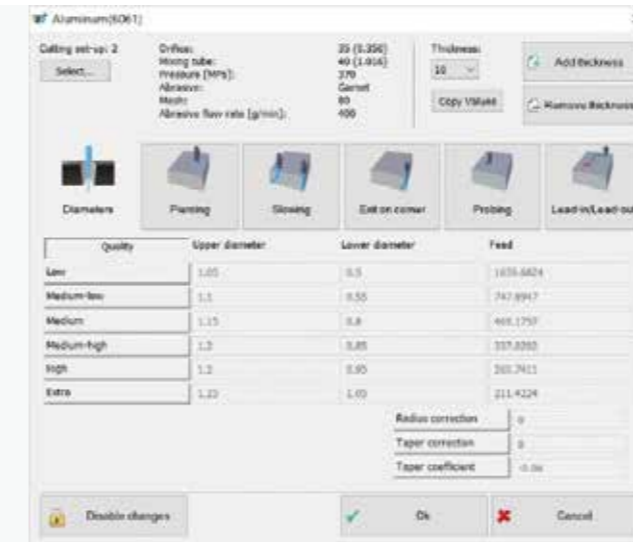 Aluminum(6061)
Cutting set-up: 2
Select...
Orifice: 35 (0.350)
Mixing tube: 40 (1.016)
Pressure [MPa]: 370
Abrasive: Garnet
Mesh: 80
Abrasive flow rate [g/min]: 400
Thickness:
10
Copy Values
Add thickness
Remove thickness
Diameters
Piercing
Slowing
Exit on corner
Probing
Lead-in/Lead-out
Quality Upper diameter Lower diameter Feed
Low 1.05 0.5
Medium-low 1.1 0.55 747.8947
Medium 1.15 0.8
Medium-high 1.2 0.85
High 1.2 0.95
Extra 1.05 211.4224
Radius correction 0
Taper correction 0
Taper coefficient -0.06
Disable changes
Ok
Cancel